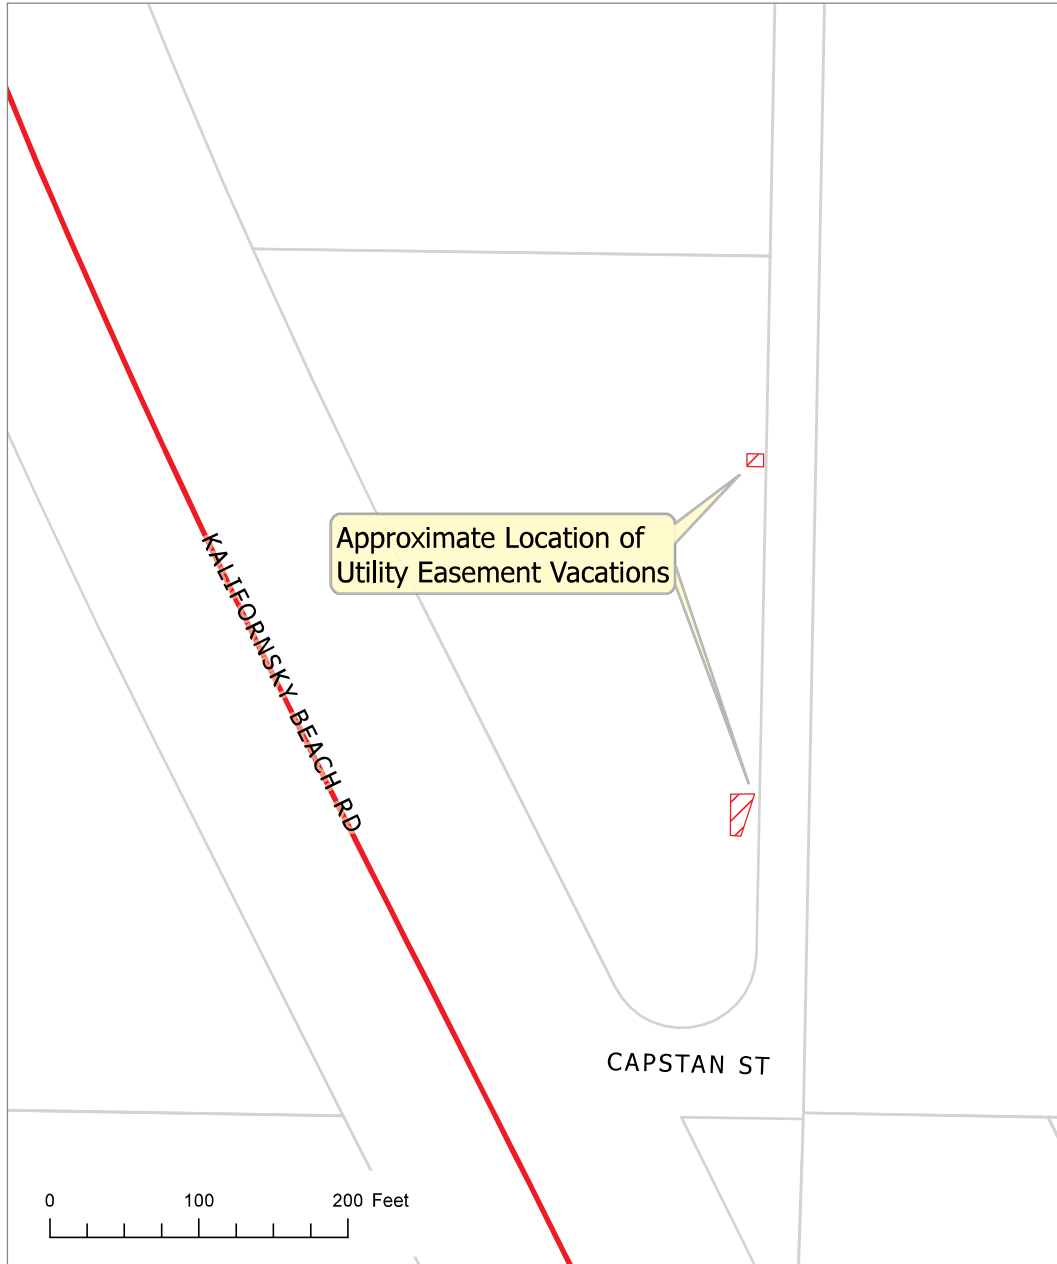 Approximate Location of
Utility Easement Vacations
KALIFORNSKY BEACH RD
CAPSTAN ST
0 100 200 Feet